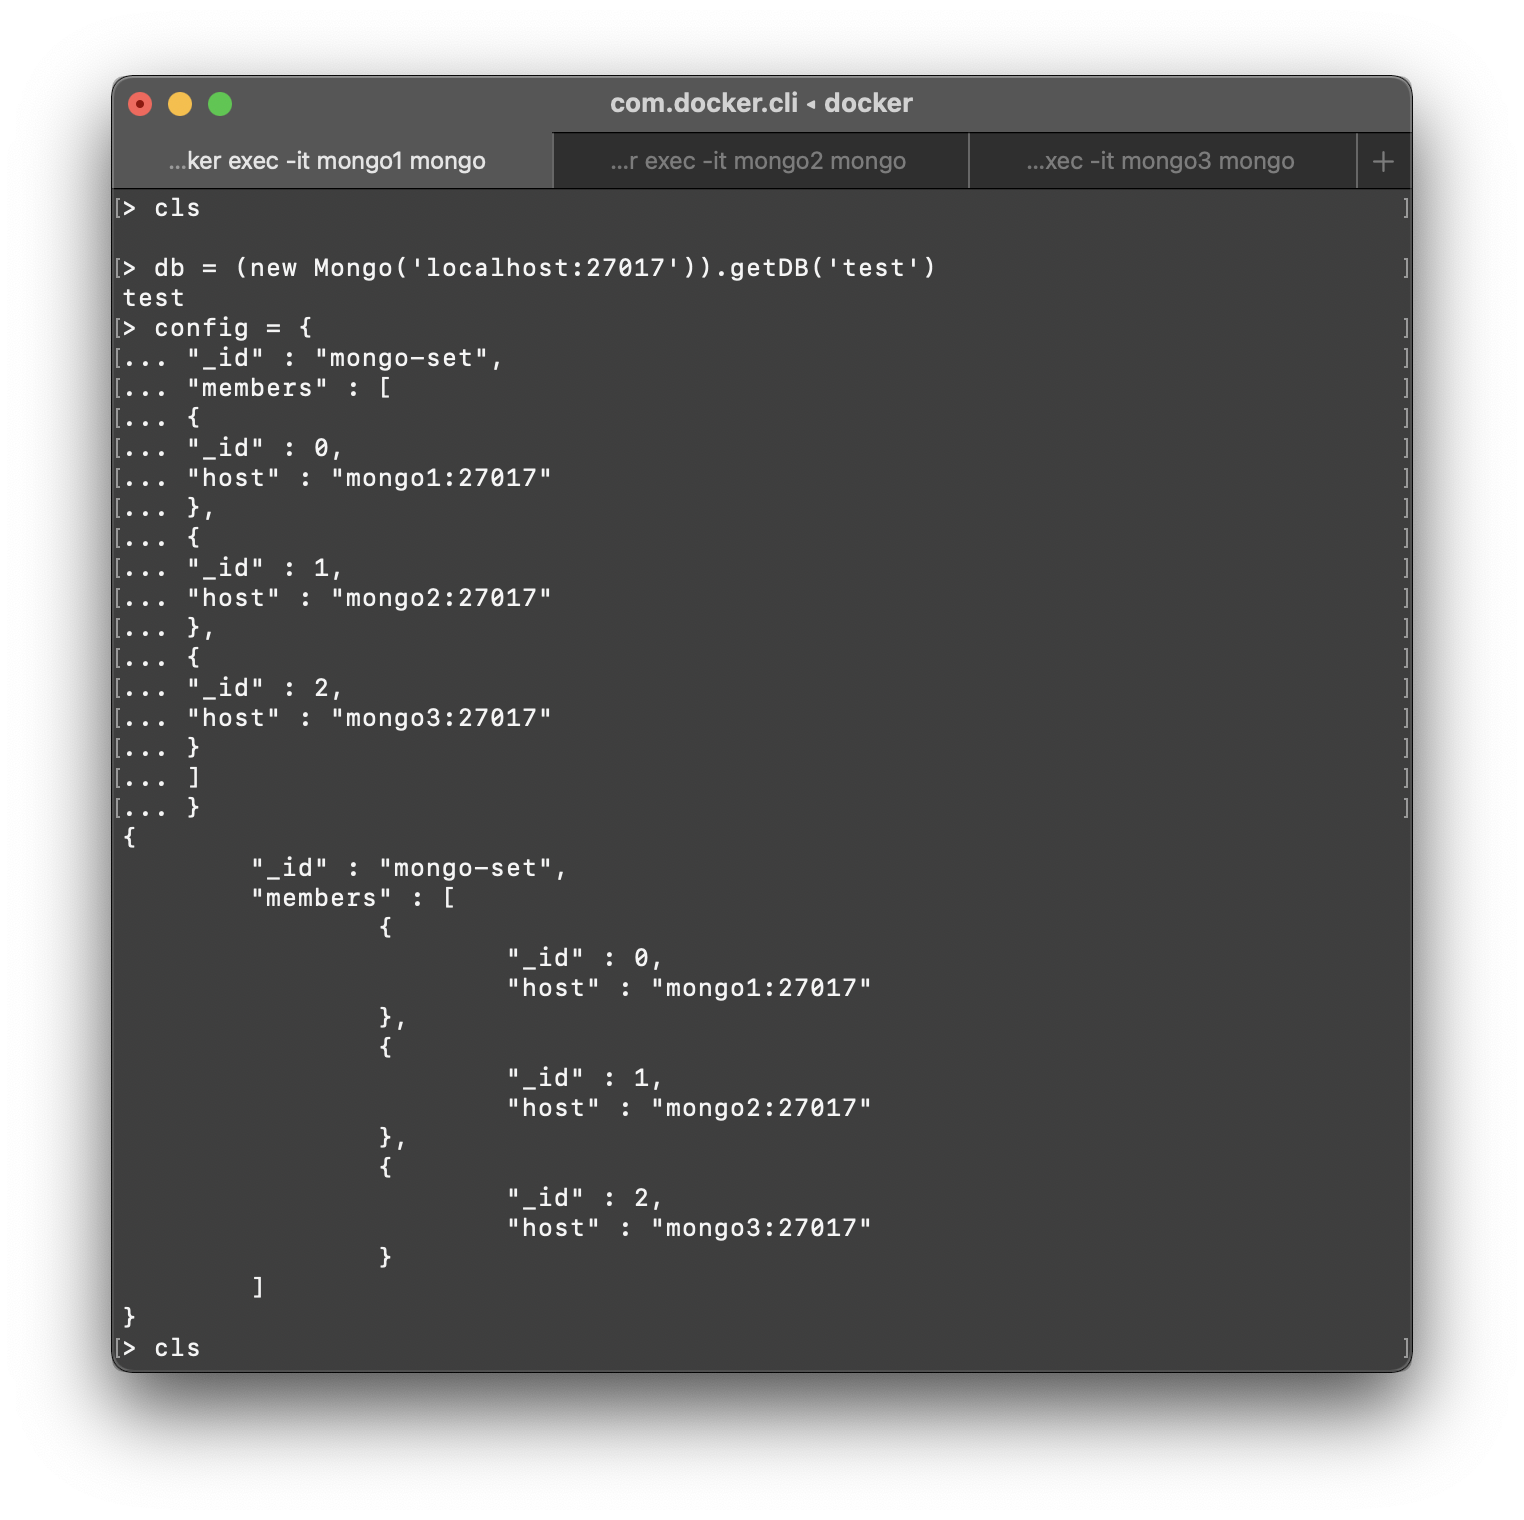 com.docker.cli ◂ docker
...ker exec -it mongo1 mongo
...r exec -it mongo2 mongo
...xec -it mongo3 mongo
+
[> cls ]
[> db = (new Mongo('localhost:27017')).getDB('test') ]
test
[> config = { ]
[... "_id" : "mongo-set", ]
[... "members" : [ ]
[... { ]
[... "_id" : 0, ]
[... "host" : "mongo1:27017" ]
[... }, ]
[... { ]
[... "_id" : 1, ]
[... "host" : "mongo2:27017" ]
[... }, ]
[... { ]
[... "_id" : 2, ]
[... "host" : "mongo3:27017" ]
[... } ]
[... ] ]
[... } ]
{
        "_id" : "mongo-set",
        "members" : [
                {
                        "_id" : 0,
                        "host" : "mongo1:27017"
                },
                {
                        "_id" : 1,
                        "host" : "mongo2:27017"
                },
                {
                        "_id" : 2,
                        "host" : "mongo3:27017"
                }
        ]
}
[> cls ]